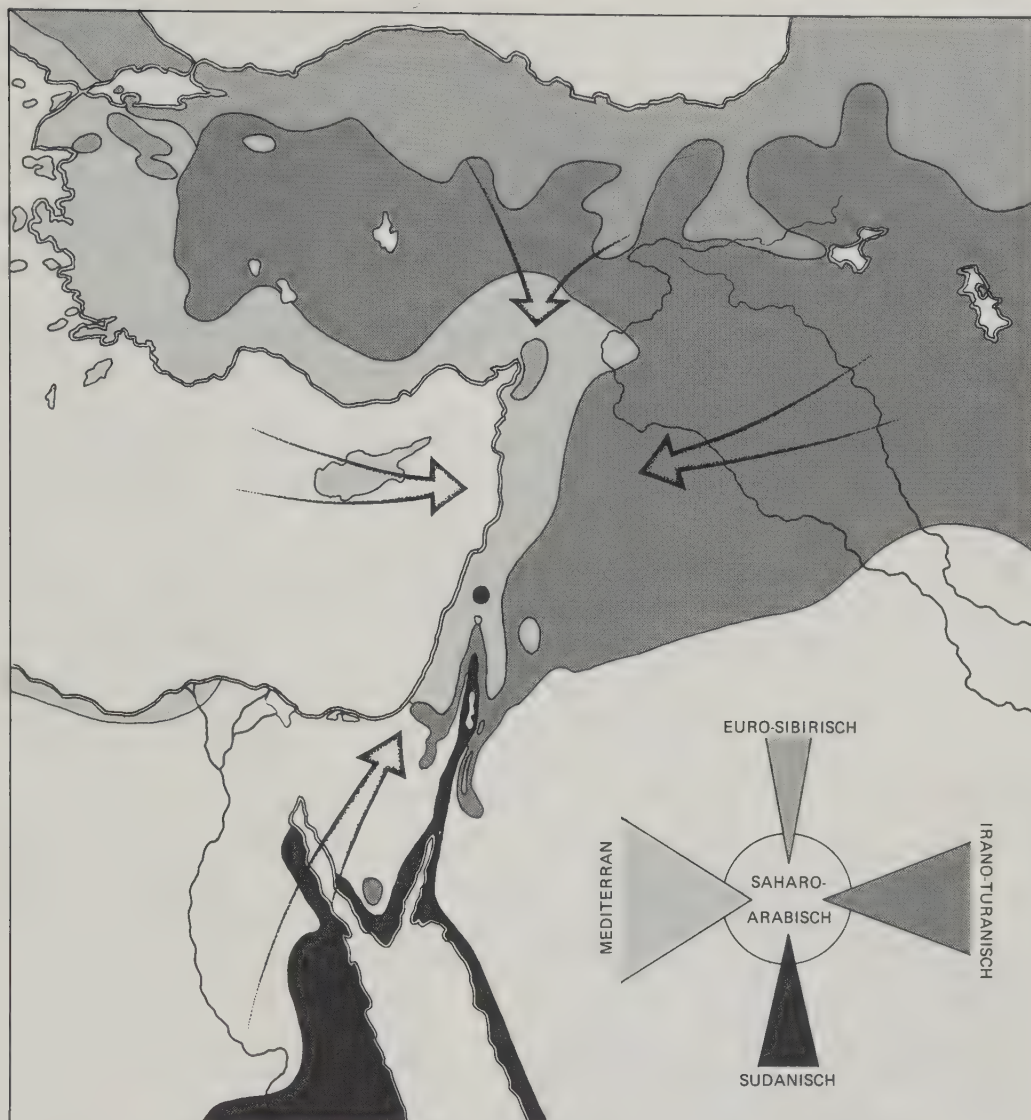 EURO-SIBIRISCH
MEDITERRAN
SAHARO-
ARABISCH
IRANO-TURANISCH
SUDANISCH